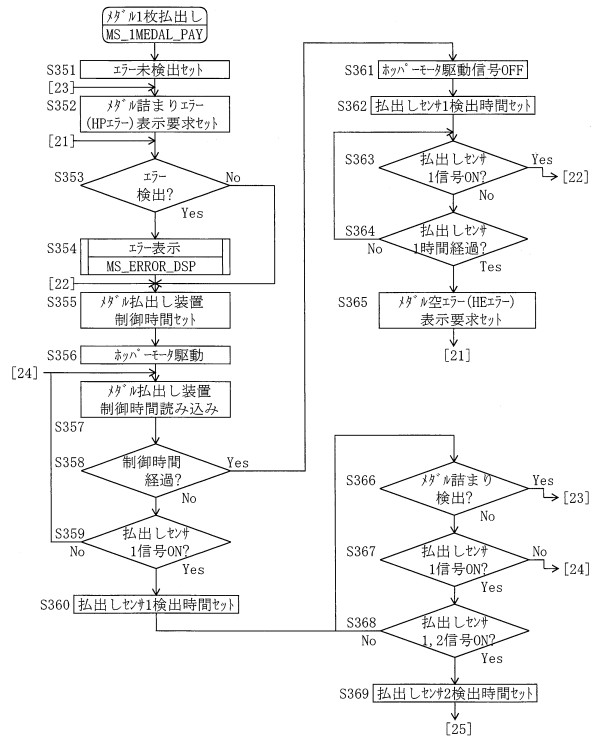 ﾒﾀﾞﾙ1枚払出し
MS_1MEDAL_PAY
S351
ｴﾗｰ未検出ｾｯﾄ
[23]
S352
ﾒﾀﾞﾙ詰まりｴﾗｰ
(HPｴﾗｰ)表示要求ｾｯﾄ
[21]
S353
ｴﾗｰ
検出?
No
Yes
S354
ｴﾗｰ表示
MS_ERROR_DSP
[22]
S355
ﾒﾀﾞﾙ払出し装置
制御時間ｾｯﾄ
S356
ﾎｯﾊﾟｰﾓｰﾀ駆動
[24]
ﾒﾀﾞﾙ払出し装置
制御時間読み込み
S357
S358
制御時間
経過?
Yes
No
S359
払出しｾﾝｻ
1信号ON?
No
Yes
S360
払出しｾﾝｻ1検出時間ｾｯﾄ
S361
ﾎｯﾊﾟｰﾓｰﾀ駆動信号OFF
S362
払出しｾﾝｻ1検出時間ｾｯﾄ
S363
払出しｾﾝｻ
1信号ON?
Yes
[22]
No
S364
払出しｾﾝｻ
1時間経過?
No
Yes
S365
ﾒﾀﾞﾙ空ｴﾗｰ(HEｴﾗｰ)
表示要求ｾｯﾄ
[21]
S366
ﾒﾀﾞﾙ詰まり
検出?
Yes
[23]
No
S367
払出しｾﾝｻ
1信号ON?
No
[24]
Yes
S368
払出しｾﾝｻ
1,2信号ON?
No
Yes
S369
払出しｾﾝｻ2検出時間ｾｯﾄ
[25]